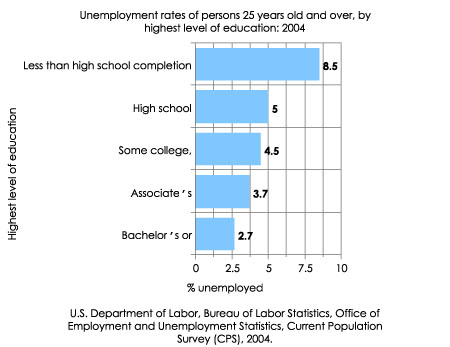 Unemployment rates of persons 25 years old and over, by
highest level of education: 2004
Highest level of education
Less than high school completion
8.5
High school
5
Some college,
4.5
Associate's
3.7
Bachelor's or
2.7
0 2.5 5 7.5 10
% unemployed
U.S. Department of Labor, Bureau of Labor Statistics, Office of
Employment and Unemployment Statistics, Current Population
Survey (CPS), 2004.